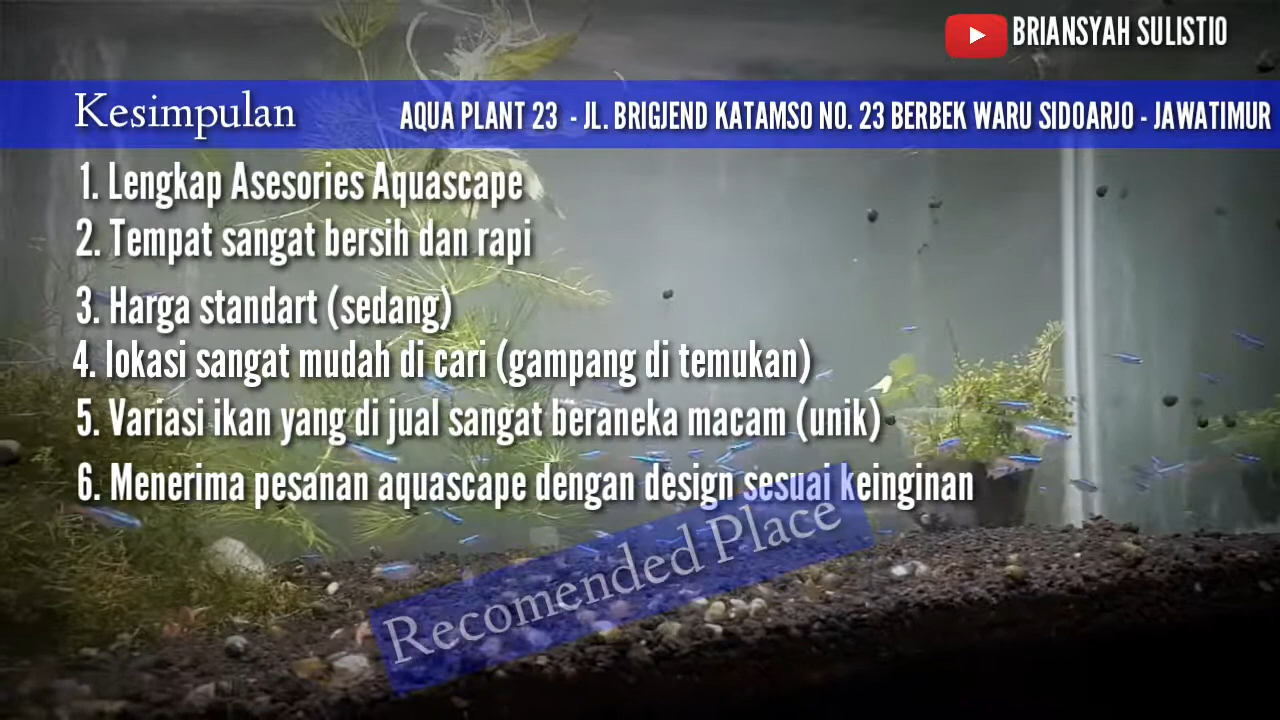 BRIANSYAH SULISTIO
Kesimpulan
AQUA PLANT 23 - JL. BRIGJEND KATAMSO NO. 23 BERBEK WARU SIDOARJO - JAWATIMUR
1. Lengkap Asesories Aquascape
2. Tempat sangat bersih dan rapi
3. Harga standart (sedang)
4. lokasi sangat mudah di cari (gampang di temukan)
5. Variasi ikan yang di jual sangat beraneka macam (unik)
6. Menerima pesanan aquascape dengan design sesuai keinginan
Recomended Place